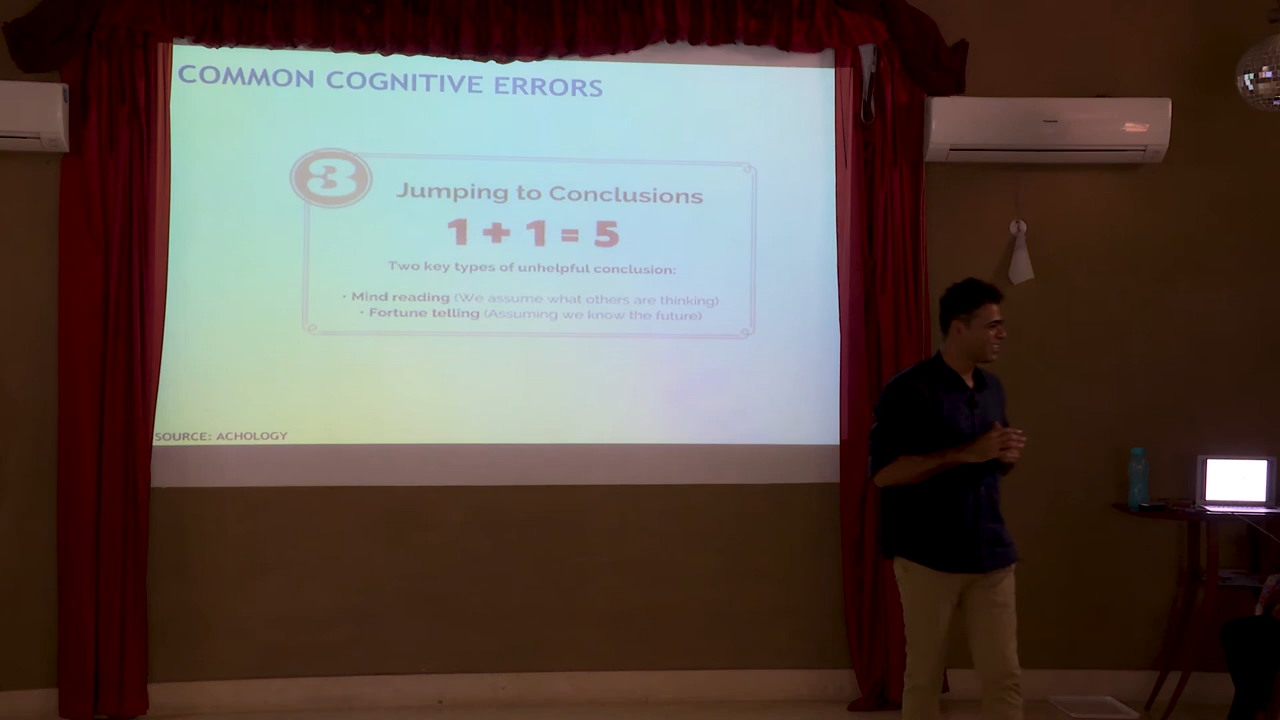 COMMON COGNITIVE ERRORS
3
Jumping to Conclusions
1 + 1 = 5
Two key types of unhelpful conclusion:
• Mind reading (We assume what others are thinking)
• Fortune telling (Assuming we know the future)
SOURCE: ACHOLOGY